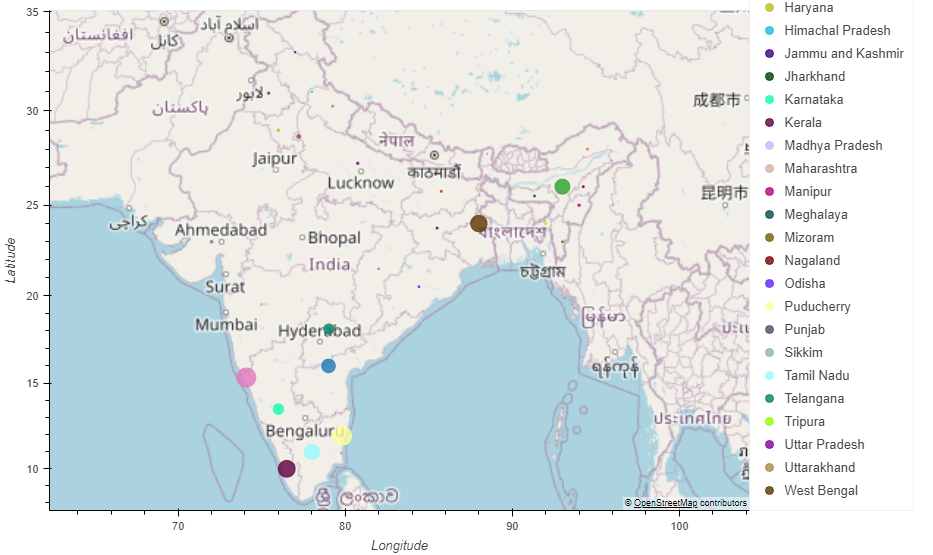 35
30
25
20
15
10
Latitude
70
80
90
100
Longitude
افغانستان
کابل
اسلام آباد
لاہور
پاکستان
کراچی
Jaipur
Lucknow
नेपाल
काठमाडौं
Ahmedabad
Bhopal
India
Surat
Mumbai
Hyderabad
Bengaluru
বাংলাদেশ
চট্টগ্রাম
မြန်မာ
ရန်ကုန်
ประเทศไทย
ශ්‍රී ලංකාව
成都市
昆明市
© OpenStreetMap contributors
Haryana
Himachal Pradesh
Jammu and Kashmir
Jharkhand
Karnataka
Kerala
Madhya Pradesh
Maharashtra
Manipur
Meghalaya
Mizoram
Nagaland
Odisha
Puducherry
Punjab
Sikkim
Tamil Nadu
Telangana
Tripura
Uttar Pradesh
Uttarakhand
West Bengal